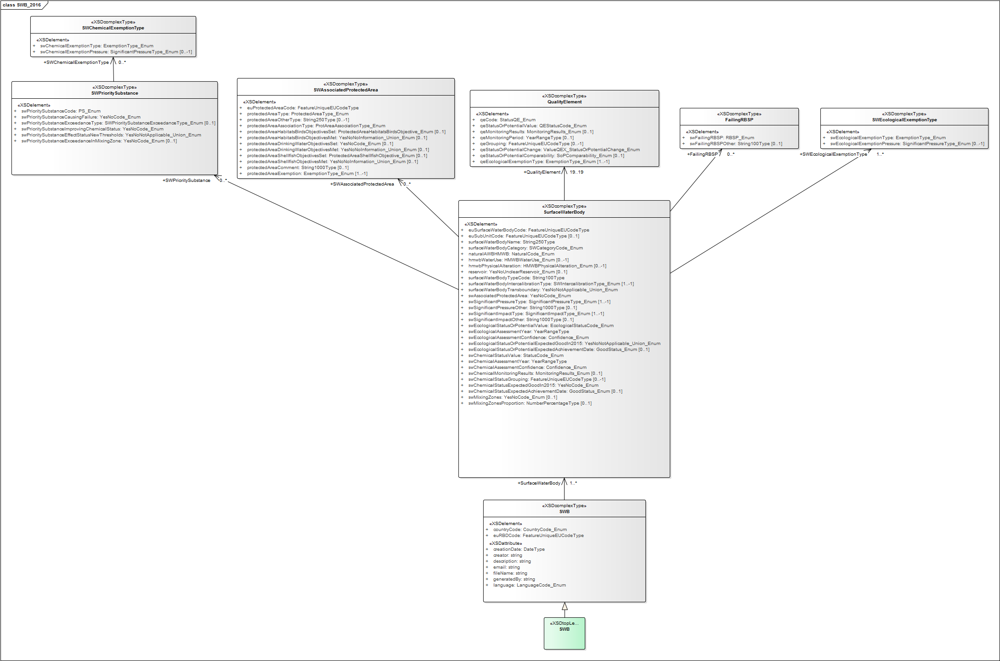 class SWB_2016
«XSDcomplexType»
SWChemicalExemptionType
«XSDelement»
+ swChemicalExemptionType: ExemptionType_Enum
+ swChemicalExemptionPressure: SignificantPressureType_Enum [0..-1]
+SWChemicalExemptionType 0..*
«XSDcomplexType»
SWPrioritySubstance
«XSDelement»
+ swPrioritySubstanceCode: PS_Enum
+ swPrioritySubstanceCausingFailure: YesNoCode_Enum
+ swPrioritySubstanceExceedanceType: SWPrioritySubstanceExceedanceType_Enum [0..1]
+ swPrioritySubstanceImprovingChemicalStatus: YesNoCode_Enum
+ swPrioritySubstanceEffectStatusNewThresholds: YesNoNotApplicable_Union_Enum
+ swPrioritySubstanceExceedanceInMixingZone: YesNoCode_Enum [0..1]
+SWPrioritySubstance 0..*
«XSDcomplexType»
SWAssociatedProtectedArea
«XSDelement»
+ euProtectedAreaCode: FeatureUniqueEUCodeType
+ protectedAreaType: ProtectedAreaType_Enum
+ protectedAreaOtherType: String250Type [0..-1]
+ protectedAreaAssociationType: ProtAreaAssociationType_Enum
+ protectedAreaHabitatsBirdsObjectivesSet: ProtectedAreaHabitatsBirdsObjective_Enum [0..1]
+ protectedAreaHabitatsBirdsObjectivesMet: YesNoNoInformation_Union_Enum [0..1]
+ protectedAreaDrinkingWaterObjectivesSet: YesNoCode_Enum [0..1]
+ protectedAreaDrinkingWaterObjectivesMet: YesNoNoInformation_Union_Enum [0..1]
+ protectedAreaShellfishObjectivesSet: ProtectedAreaShellfishObjective_Enum [0..1]
+ protectedAreaShellfishObjectivesMet: YesNoNoInformation_Union_Enum [0..1]
+ protectedAreaComment: String1000Type [0..1]
+ protectedAreaExemption: ExemptionType_Enum [1..-1]
+SWAssociatedProtectedArea 0..*
«XSDcomplexType»
QualityElement
«XSDelement»
+ qeCode: StatusQE_Enum
+ qeStatusOrPotentialValue: QEStatusCode_Enum
+ qeMonitoringResults: MonitoringResults_Enum [0..1]
+ qeMonitoringPeriod: YearRangeType [0..1]
+ qeGrouping: FeatureUniqueEUCodeType [0..-1]
+ qeStatusOrPotentialChange: ValueQEX_StatusOrPotentialChange_Enum
+ qeStatusOrPotentialComparability: SoPComparability_Enum [0..1]
+ qeEcologicalExemptionType: ExemptionType_Enum [1..-1]
+QualityElement 19..19
«XSDcomplexType»
FailingRBSP
«XSDelement»
+ swFailingRBSP: RBSP_Enum
+ swFailingRBSPOther: String100Type [0..1]
+FailingRBSP 0..*
«XSDcomplexType»
SWEcologicalExemptionType
«XSDelement»
+ swEcologicalExemptionType: ExemptionType_Enum
+ swEcologicalExemptionPressure: SignificantPressureType_Enum [0..-1]
+SWEcologicalExemptionType 1..*
«XSDcomplexType»
SurfaceWaterBody
«XSDelement»
+ euSurfaceWaterBodyCode: FeatureUniqueEUCodeType
+ euSubUnitCode: FeatureUniqueEUCodeType [0..1]
+ surfaceWaterBodyName: String250Type
+ surfaceWaterBodyCategory: SWCategoryCode_Enum
+ naturalAWBHMWB: NaturalCode_Enum
+ hmwbWaterUse: HMWBWaterUse_Enum [0..-1]
+ hmwbPhysicalAlteration: HMWBPhysicalAlteration_Enum [0..-1]
+ reservoir: YesNoUnclearReservoir_Enum [0..1]
+ surfaceWaterBodyTypeCode: String100Type
+ surfaceWaterBodyIntercalibrationType: SWIntercalibrationType_Enum [1..-1]
+ surfaceWaterBodyTransboundary: YesNoNotApplicable_Union_Enum
+ swAssociatedProtectedArea: YesNoCode_Enum
+ swSignificantPressureType: SignificantPressureType_Enum [1..-1]
+ swSignificantPressureOther: String1000Type [0..1]
+ swSignificantImpactType: SignificantImpactType_Enum [1..-1]
+ swSignificantImpactOther: String1000Type [0..1]
+ swEcologicalStatusOrPotentialValue: EcologicalStatusCode_Enum
+ swEcologicalAssessmentYear: YearRangeType
+ swEcologicalAssessmentConfidence: Confidence_Enum
+ swEcologicalStatusOrPotentialExpectedGoodIn2015: YesNoNotApplicable_Union_Enum
+ swEcologicalStatusOrPotentialExpectedAchievementDate: GoodStatus_Enum [0..1]
+ swChemicalStatusValue: StatusCode_Enum
+ swChemicalAssessmentYear: YearRangeType
+ swChemicalAssessmentConfidence: Confidence_Enum
+ swChemicalMonitoringResults: MonitoringResults_Enum [0..1]
+ swChemicalStatusGrouping: FeatureUniqueEUCodeType [0..-1]
+ swChemicalStatusExpectedGoodIn2015: YesNoCode_Enum
+ swChemicalStatusExpectedAchievementDate: GoodStatus_Enum [0..1]
+ swMixingZones: YesNoCode_Enum [0..1]
+ swMixingZonesProportion: NumberPercentageType [0..1]
+SurfaceWaterBody 1..*
«XSDcomplexType»
SWB
«XSDelement»
+ countryCode: CountryCode_Enum
+ euRBDCode: FeatureUniqueEUCodeType
«XSDattribute»
+ creationDate: DateType
+ creator: string
+ description: string
+ email: string
+ fileName: string
+ generatedBy: string
+ language: LanguageCode_Enum
«XSDtopLe...
SWB